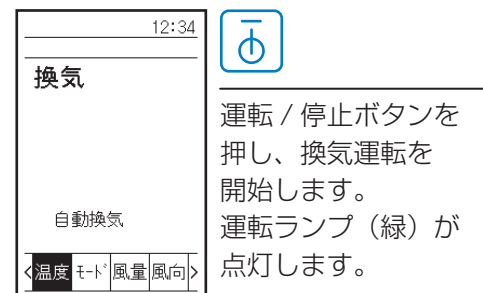 12:34
換気
自動換気
<温度 ﾓｰﾄﾞ 風量 風向>
運転 / 停止ボタンを
押し、換気運転を
開始します。
運転ランプ（緑）が
点灯します。